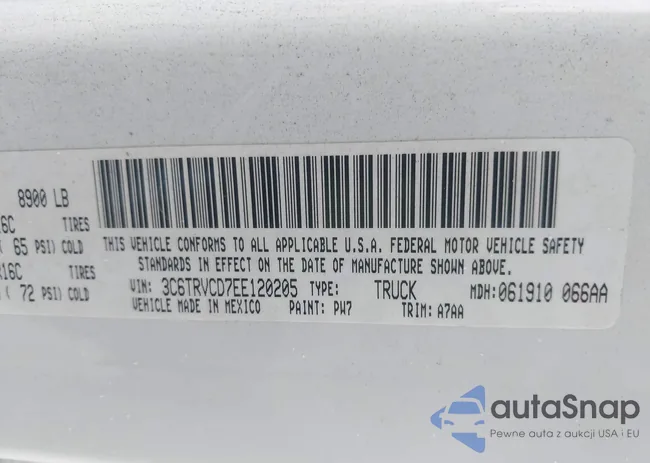 8900 LB
16C TIRES
65 PSI) COLD
THIS VEHICLE CONFORMS TO ALL APPLICABLE U.S.A. FEDERAL MOTOR VEHICLE SAFETY
16C TIRES
STANDARDS IN EFFECT ON THE DATE OF MANUFACTURE SHOWN ABOVE.
( 72 PSI) COLD
VIN: 3C6TRVCD7EE120205 TYPE: TRUCK MDH: 061910 066AA
VEHICLE MADE IN MEXICO PAINT: PW7 TRIM: A7AA
autaSnap
Pewne auta z aukcji USA i EU